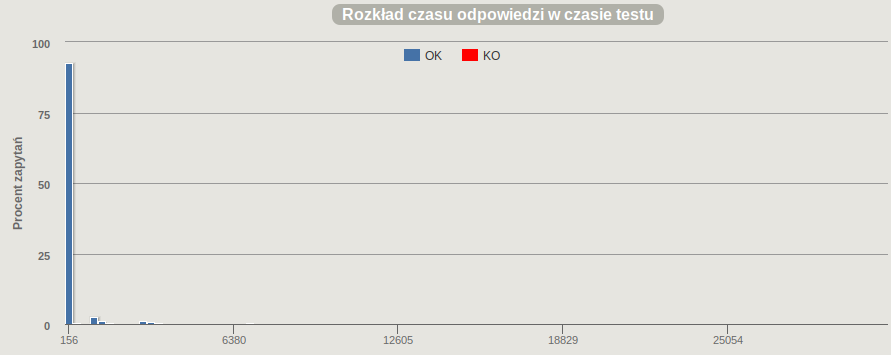 Rozkład czasu odpowiedzi w czasie testu
OK KO
Procent zapytań
100
75
50
25
0
156 6380 12605 18829 25054